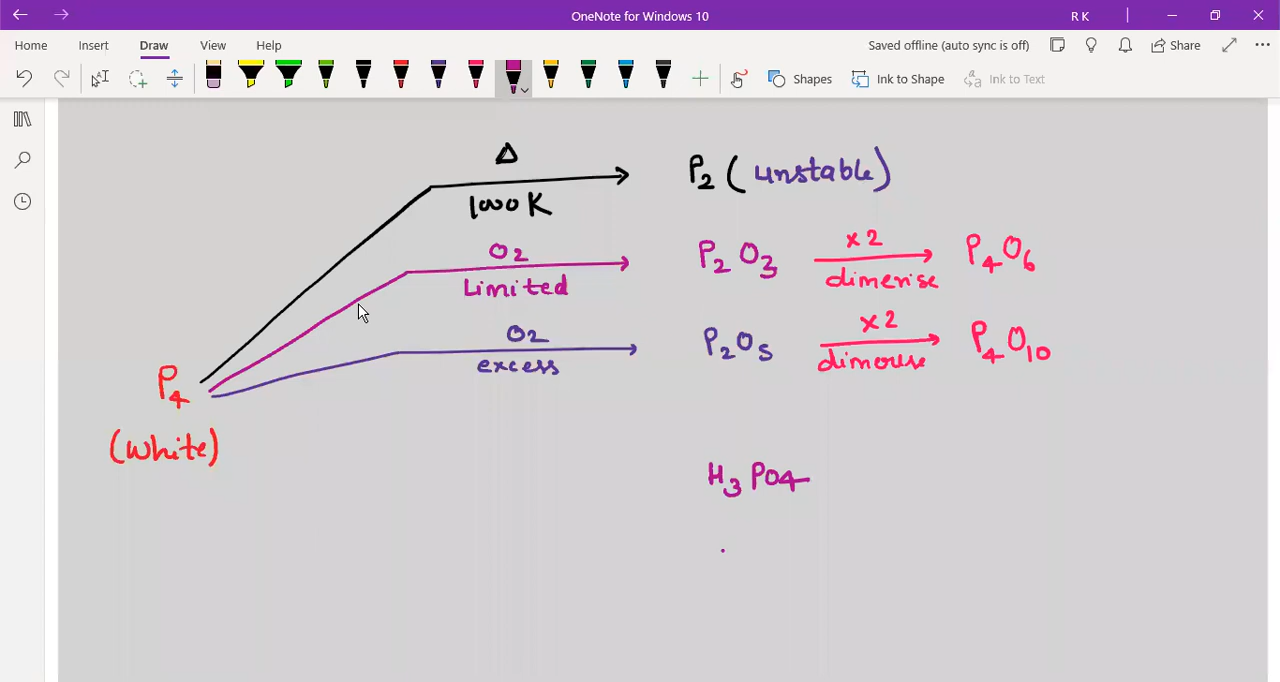 OneNote for Windows 10
R K
Home Insert Draw View Help
Saved offline (auto sync is off)
Share
Shapes
Ink to Shape
Ink to Text
Δ
1000 K
P2 (unstable)
O2
Limited
P2O3
x2
dimerise
P4O6
O2
excess
P2O5
x2
dimerise
P4O10
P4
(White)
H3PO4